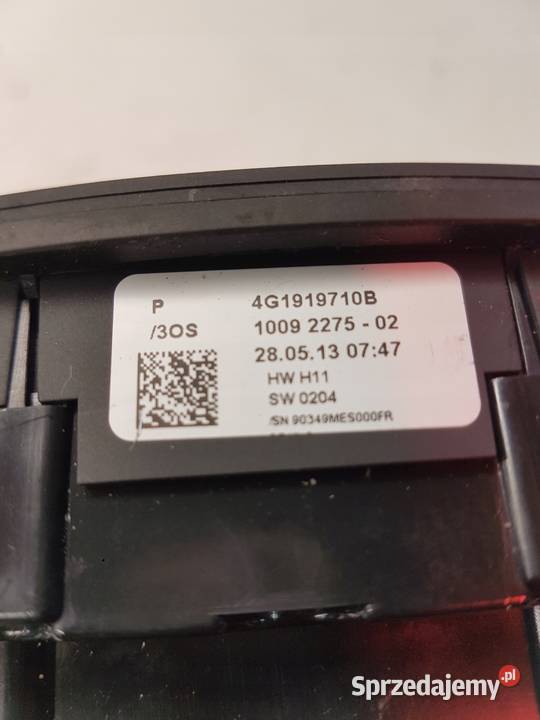 P 4G1919710B
/3OS 1009 2275 - 02
28.05.13 07:47
HW H11
SW 0204
/SN 90349MES000FR
Sprzedajemy.pl